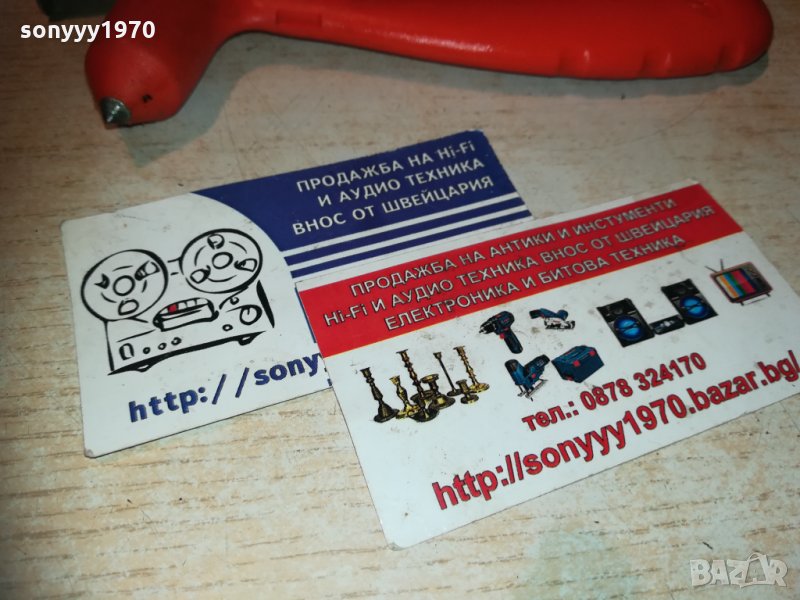 sonyyy1970
ПРОДАЖБА НА Hi-Fi
И АУДИО ТЕХНИКА
ВНОС ОТ ШВЕЙЦАРИЯ
http://sony
ПРОДАЖБА НА АНТИКИ И ИНСТУМЕНТИ
Hi-Fi И АУДИО ТЕХНИКА ВНОС ОТ ШВЕЙЦАРИЯ
ЕЛЕКТРОНИКА И БИТОВА ТЕХНИКА
тел.: 0878 324170
http://sonyyy1970.bazar.bg/
BAZAR